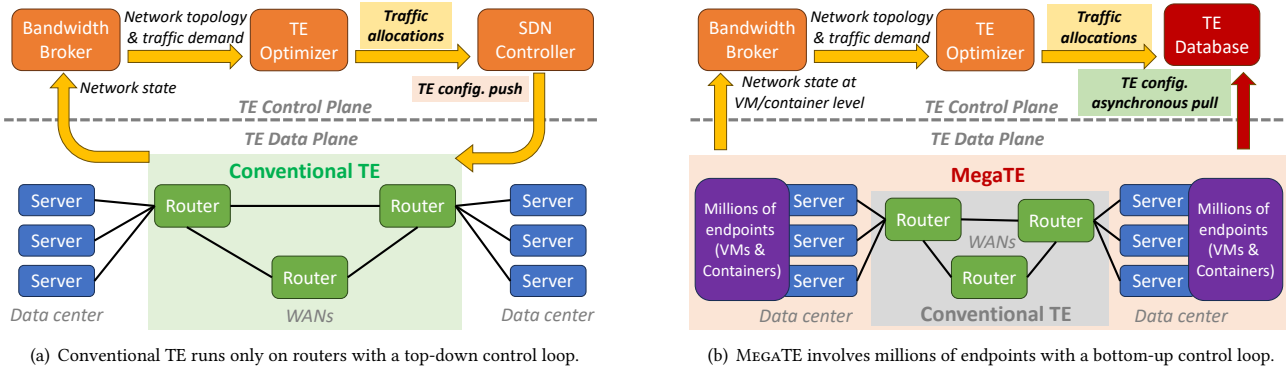 Bandwidth
Broker
Network topology
& traffic demand
TE
Optimizer
Traffic
allocations
SDN
Controller
Network state
TE config. push
TE Control Plane
TE Data Plane
Conventional TE
Server
Server
Server
Router
Router
Router
Server
Server
Server
Data center
WANs
Data center
(a) Conventional TE runs only on routers with a top-down control loop.
Bandwidth
Broker
Network topology
& traffic demand
TE
Optimizer
Traffic
allocations
TE
Database
Network state at
VM/container level
TE config.
asynchronous pull
TE Control Plane
TE Data Plane
MegaTE
Millions of
endpoints
(VMs &
Containers)
Server
Server
Server
Router
Router
WANs
Router
Server
Server
Server
Millions of
endpoints
(VMs &
Containers)
Data center
Conventional TE
Data center
(b) MEGATE involves millions of endpoints with a bottom-up control loop.